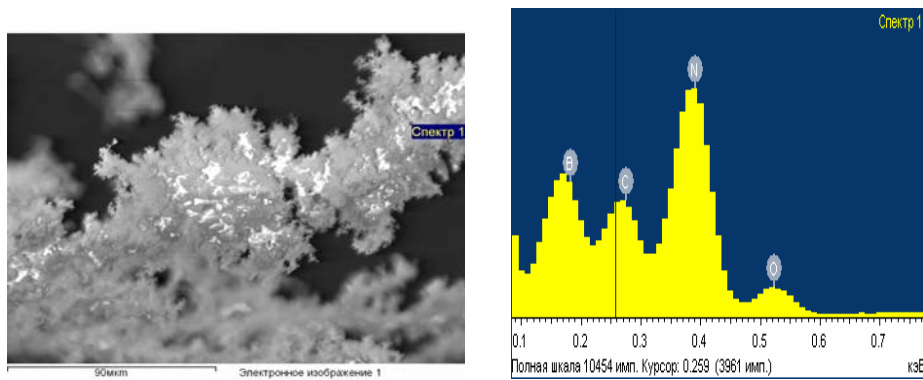 Спектр 1
90мкм
Электронное изображение 1
Спектр 1
B
C
N
O
0.1 0.2 0.3 0.4 0.5 0.6 0.7
Полная шкала 10454 имп. Курсор: 0.259 (3961 имп.)
кэВ